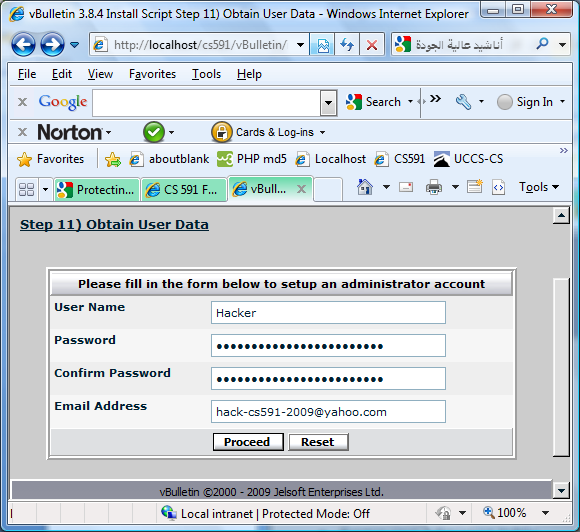 vBulletin 3.8.4 Install Script Step 11) Obtain User Data - Windows Internet Explorer
http://localhost/cs591/vBulletin/
أناشيد عالية الجودة
File Edit View Favorites Tools Help
x Google Search Sign In
x Norton Cards & Log-ins
Favorites aboutblank PHP md5 Localhost CS591 UCCS-CS
Protectin... CS 591 F... vBull... x Tools
Step 11) Obtain User Data
Please fill in the form below to setup an administrator account
User Name Hacker
Password ••••••••••••••••••••••••
Confirm Password ••••••••••••••••••••••••
Email Address hack-cs591-2009@yahoo.com
Proceed Reset
vBulletin ©2000 - 2009 Jelsoft Enterprises Ltd.
Local intranet | Protected Mode: Off 100%